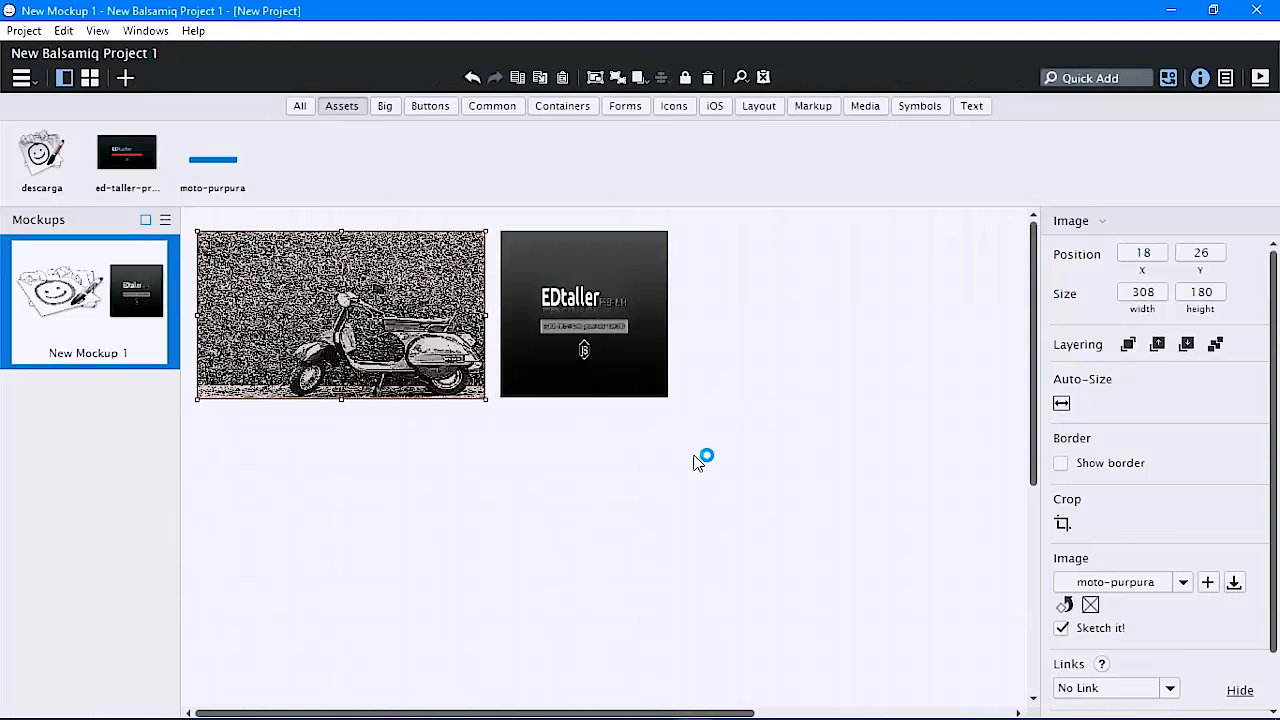 New Mockup 1 - New Balsamiq Project 1 - [New Project]
Project Edit View Windows Help
New Balsamiq Project 1
Quick Add
All Assets Big Buttons Common Containers Forms Icons iOS Layout Markup Media Symbols Text
descarga ed-taller-pr... moto-purpura
Mockups
New Mockup 1
EDtaller
Image
Position 18 26
X Y
Size 308 180
width height
Layering
Auto-Size
Border
Show border
Crop
Image
moto-purpura
Sketch it!
Links ?
No Link Hide